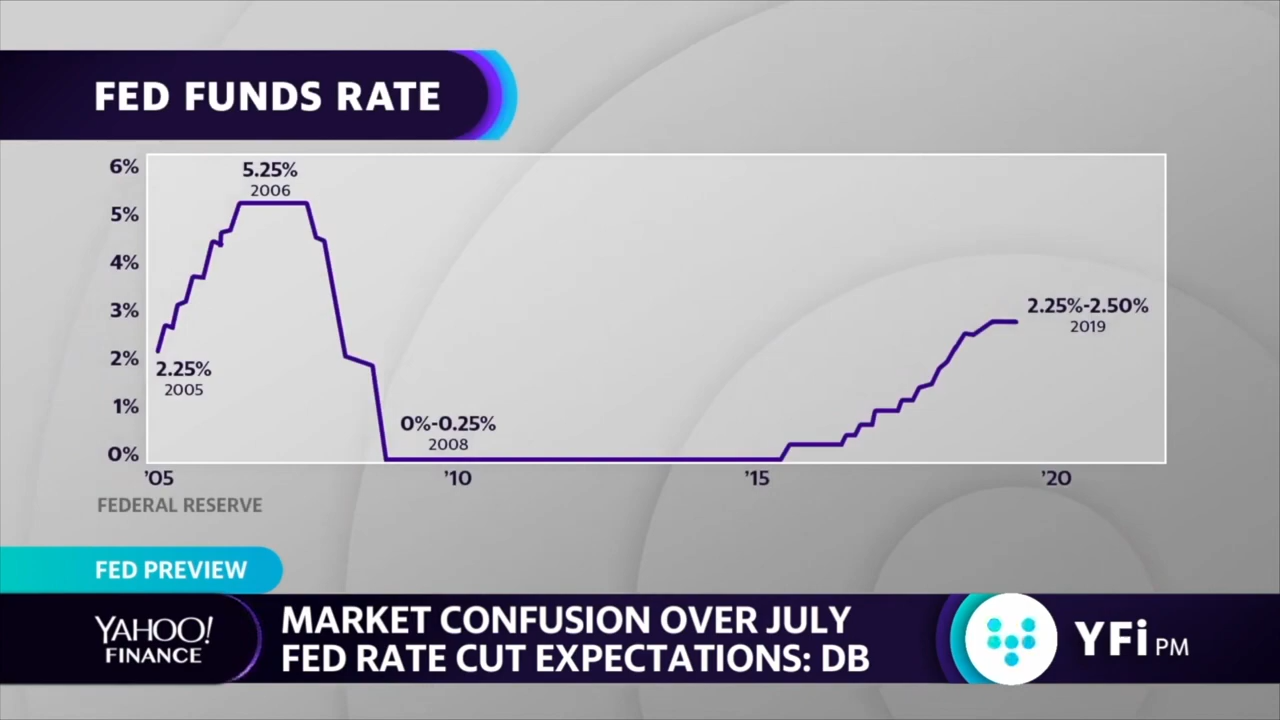 FED FUNDS RATE
6%
5%
4%
3%
2%
1%
0%
5.25%
2006
2.25%
2005
0%-0.25%
2008
2.25%-2.50%
2019
'05
'10
'15
'20
FEDERAL RESERVE
FED PREVIEW
YAHOO!
FINANCE
MARKET CONFUSION OVER JULY
FED RATE CUT EXPECTATIONS: DB
YFi PM